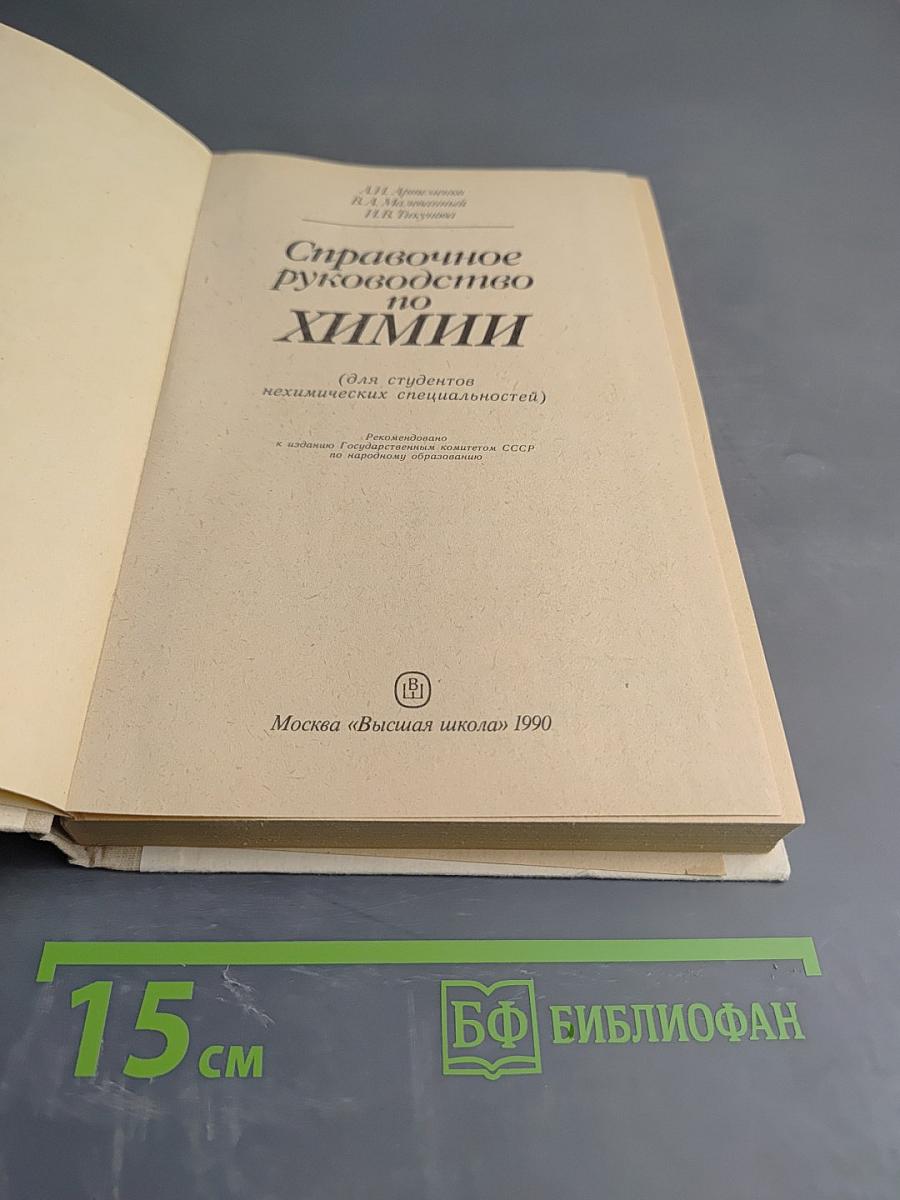 А.И. Артеменко
В.А. Малеванный
И.В. Тикунова
Справочное
руководство
по
ХИМИИ
(для студентов
нехимических специальностей)
Рекомендовано
к изданию Государственным комитетом СССР
по народному образованию
ВШ
Москва «Высшая школа» 1990
15 см
БФ БИБЛИОФАН